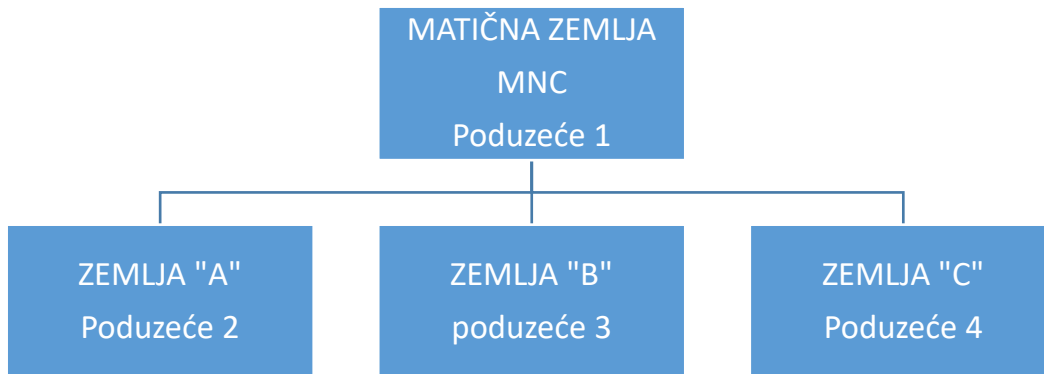 MATIČNA ZEMLJA
MNC
Poduzeće 1
ZEMLJA "A"
Poduzeće 2
ZEMLJA "B"
poduzeće 3
ZEMLJA "C"
Poduzeće 4